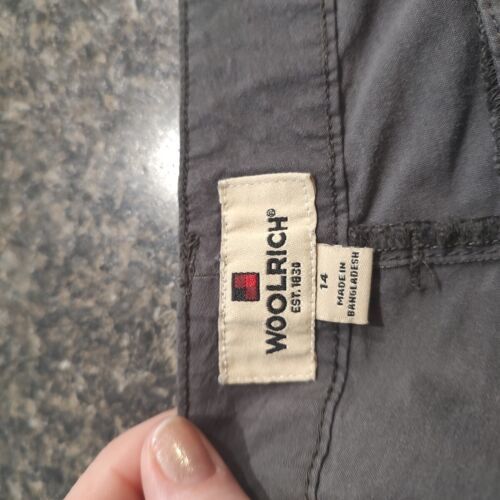 WOOLRICH®
EST. 1830
14
MADE IN
BANGLADESH